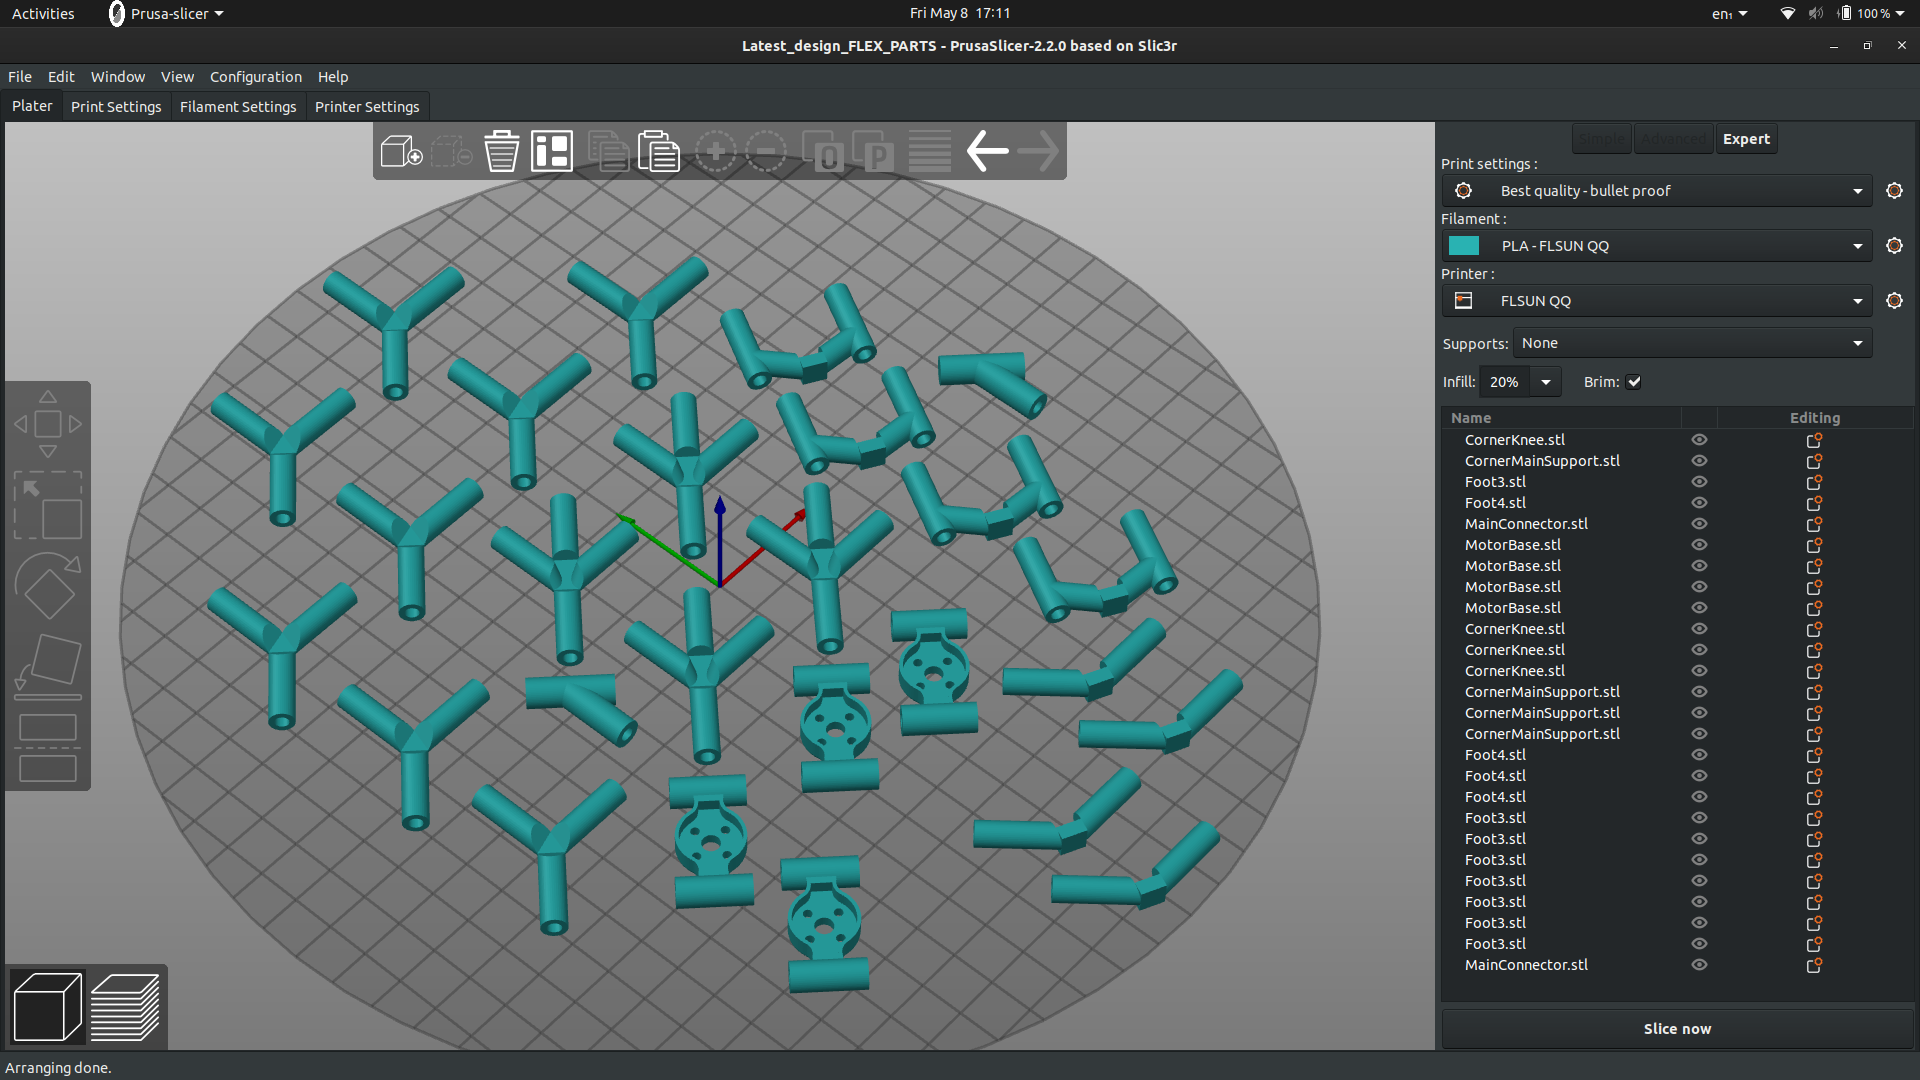 Activities Prusa-slicer Fri May 8 17:11 en₁ 100 %
Latest_design_FLEX_PARTS - PrusaSlicer-2.2.0 based on Slic3r
File Edit Window View Configuration Help
Plater Print Settings Filament Settings Printer Settings
Simple Advanced Expert
Print settings :
Best quality - bullet proof
Filament :
PLA - FLSUN QQ
Printer :
FLSUN QQ
Supports: None
Infill: 20% Brim:
Name Editing
CornerKnee.stl
CornerMainSupport.stl
Foot3.stl
Foot4.stl
MainConnector.stl
MotorBase.stl
MotorBase.stl
MotorBase.stl
MotorBase.stl
CornerKnee.stl
CornerKnee.stl
CornerKnee.stl
CornerMainSupport.stl
CornerMainSupport.stl
CornerMainSupport.stl
Foot4.stl
Foot4.stl
Foot4.stl
Foot3.stl
Foot3.stl
Foot3.stl
Foot3.stl
Foot3.stl
Foot3.stl
Foot3.stl
MainConnector.stl
Slice now
Arranging done.